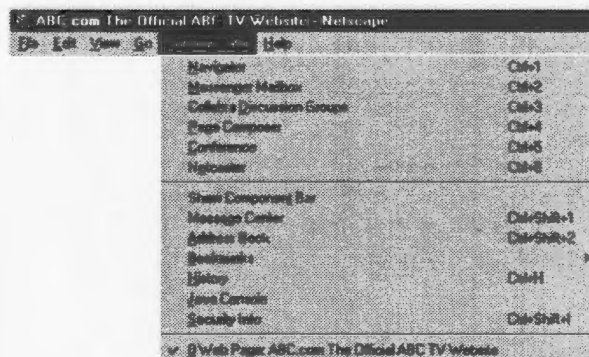 ABC.com The Official ABC TV Website - Netscape
File Edit View Go Communicator Help
Navigator Ctrl+1
Messenger Mailbox Ctrl+2
Collabra Discussion Groups Ctrl+3
Page Composer Ctrl+4
Conference Ctrl+5
Netcaster Ctrl+6
Show Component Bar
Message Center Ctrl+Shift+1
Address Book Ctrl+Shift+2
Bookmarks
History Ctrl+H
Java Console
Security Info Ctrl+Shift+I
0 Web Page: ABC.com The Official ABC TV Website